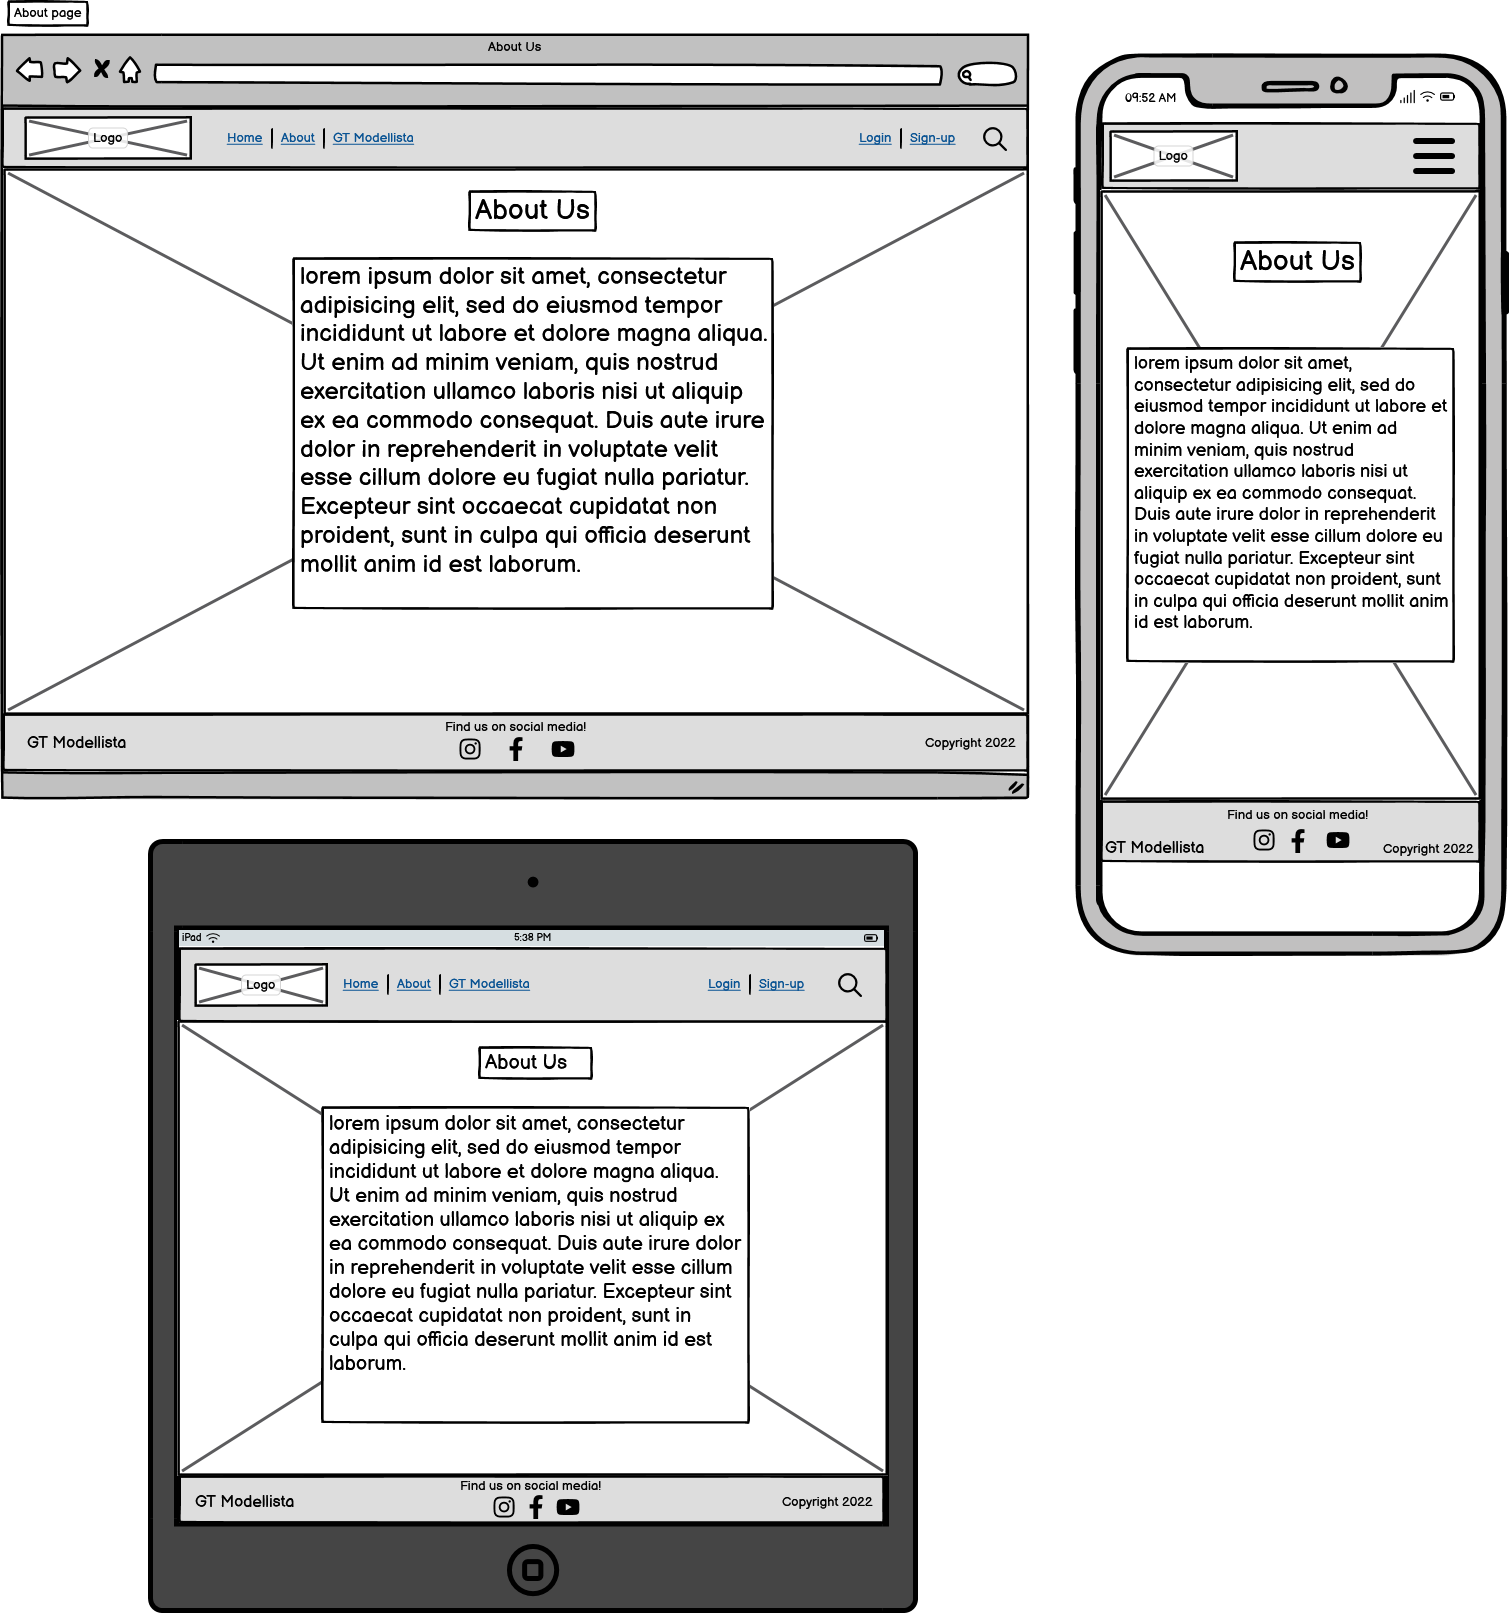 About page
About Us
Logo
Home
About
GT Modellista
Login
Sign-up
About Us
lorem ipsum dolor sit amet, consectetur
adipisicing elit, sed do eiusmod tempor
incididunt ut labore et dolore magna aliqua.
Ut enim ad minim veniam, quis nostrud
exercitation ullamco laboris nisi ut aliquip
ex ea commodo consequat. Duis aute irure
dolor in reprehenderit in voluptate velit
esse cillum dolore eu fugiat nulla pariatur.
Excepteur sint occaecat cupidatat non
proident, sunt in culpa qui officia deserunt
mollit anim id est laborum.
GT Modellista
Find us on social media!
Copyright 2022
09:52 AM
Logo
About Us
lorem ipsum dolor sit amet,
consectetur adipisicing elit, sed do
eiusmod tempor incididunt ut labore et
dolore magna aliqua. Ut enim ad
minim veniam, quis nostrud
exercitation ullamco laboris nisi ut
aliquip ex ea commodo consequat.
Duis aute irure dolor in reprehenderit
in voluptate velit esse cillum dolore eu
fugiat nulla pariatur. Excepteur sint
occaecat cupidatat non proident, sunt
in culpa qui officia deserunt mollit anim
id est laborum.
Find us on social media!
GT Modellista
Copyright 2022
iPad
5:38 PM
Logo
Home
About
GT Modellista
Login
Sign-up
About Us
lorem ipsum dolor sit amet, consectetur
adipisicing elit, sed do eiusmod tempor
incididunt ut labore et dolore magna aliqua.
Ut enim ad minim veniam, quis nostrud
exercitation ullamco laboris nisi ut aliquip ex
ea commodo consequat. Duis aute irure dolor
in reprehenderit in voluptate velit esse cillum
dolore eu fugiat nulla pariatur. Excepteur sint
occaecat cupidatat non proident, sunt in
culpa qui officia deserunt mollit anim id est
laborum.
GT Modellista
Find us on social media!
Copyright 2022